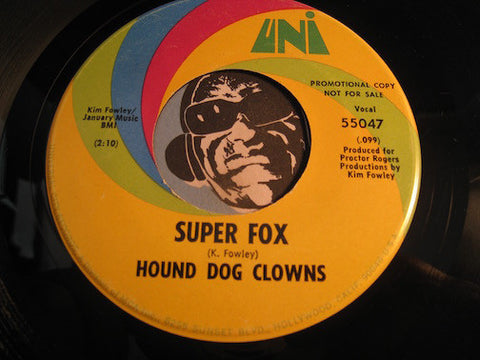 UNI
PROMOTIONAL COPY
NOT FOR SALE
Vocal
55047
(.099)
Produced for
Proctor Rogers
Productions by
Kim Fowley
Kim Fowley/
January Music
BMI
(2:10)
SUPER FOX
(K. Fowley)
HOUND DOG CLOWNS
SUNSET BLVD., HOLLYWOOD, CALIF.